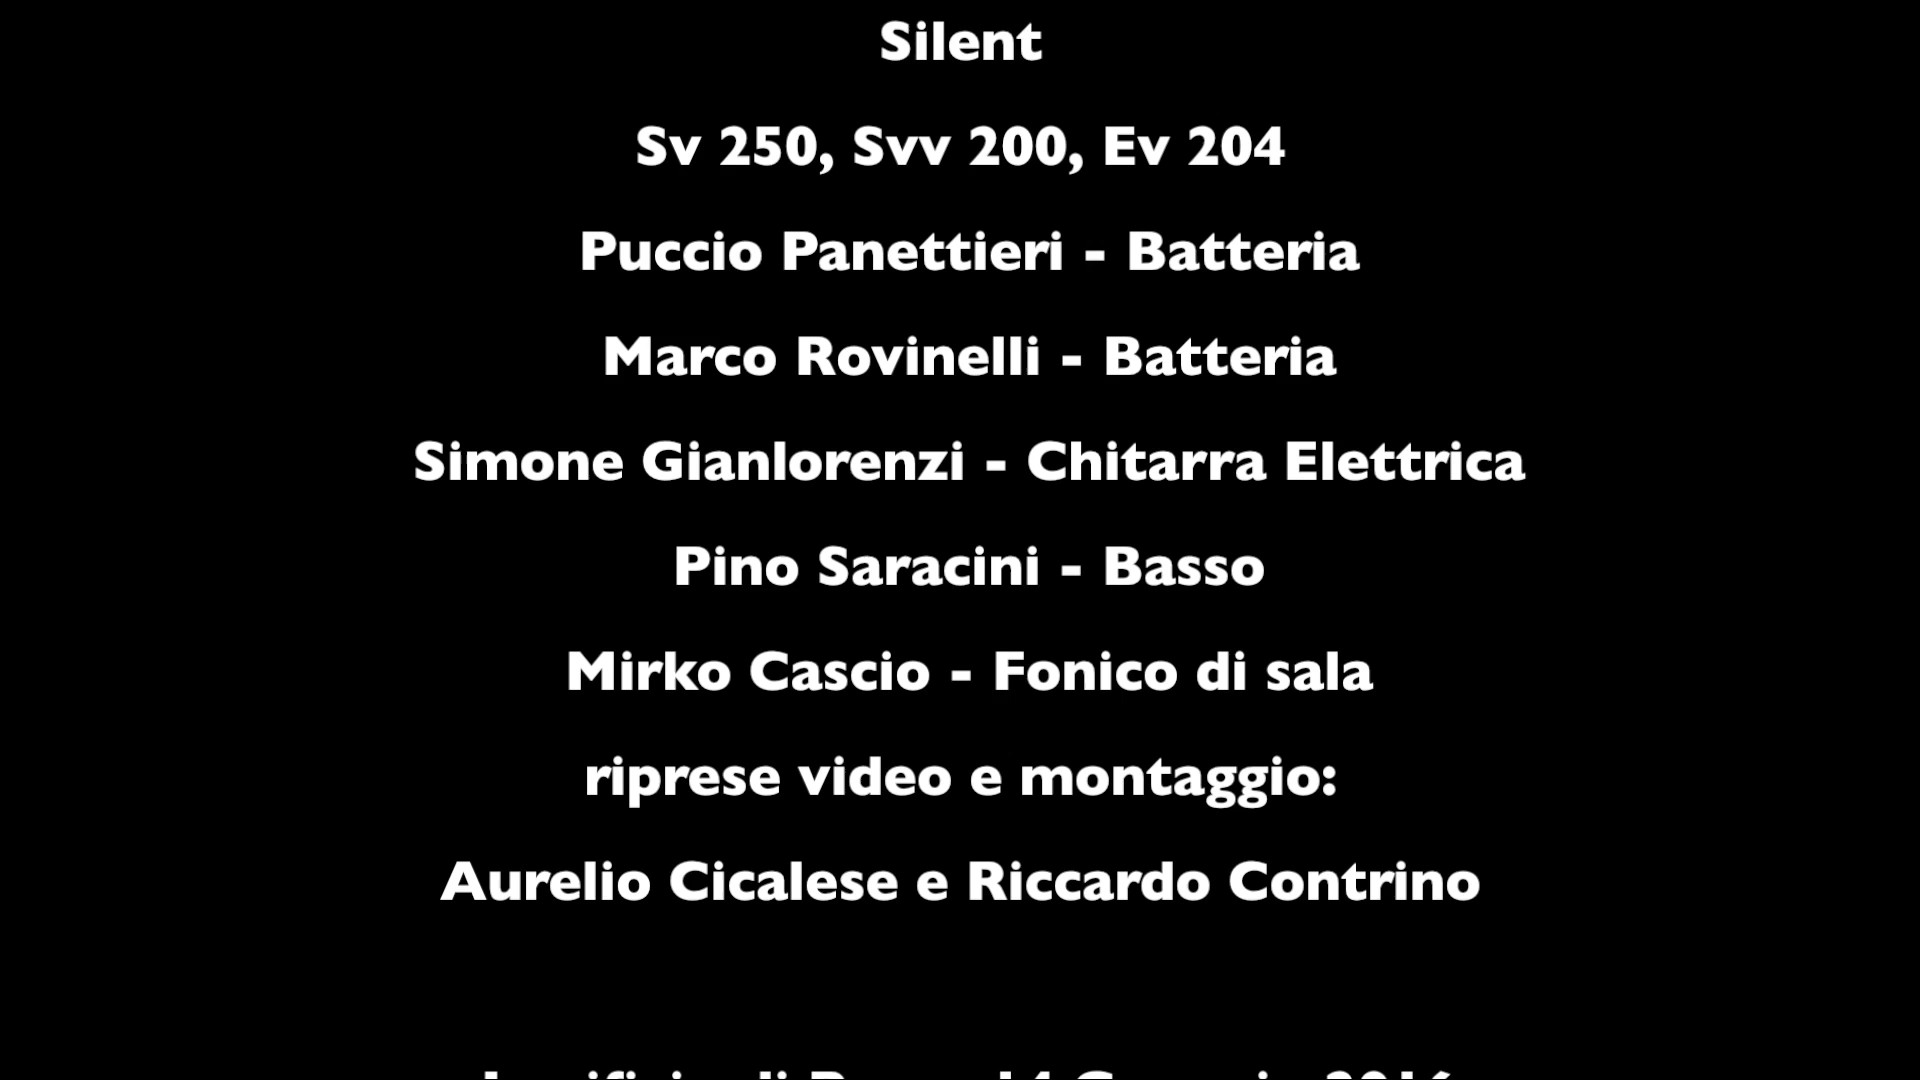 Silent
Sv 250, Svv 200, Ev 204
Puccio Panettieri - Batteria
Marco Rovinelli - Batteria
Simone Gianlorenzi - Chitarra Elettrica
Pino Saracini - Basso
Mirko Cascio - Fonico di sala
riprese video e montaggio:
Aurelio Cicalese e Riccardo Contrino